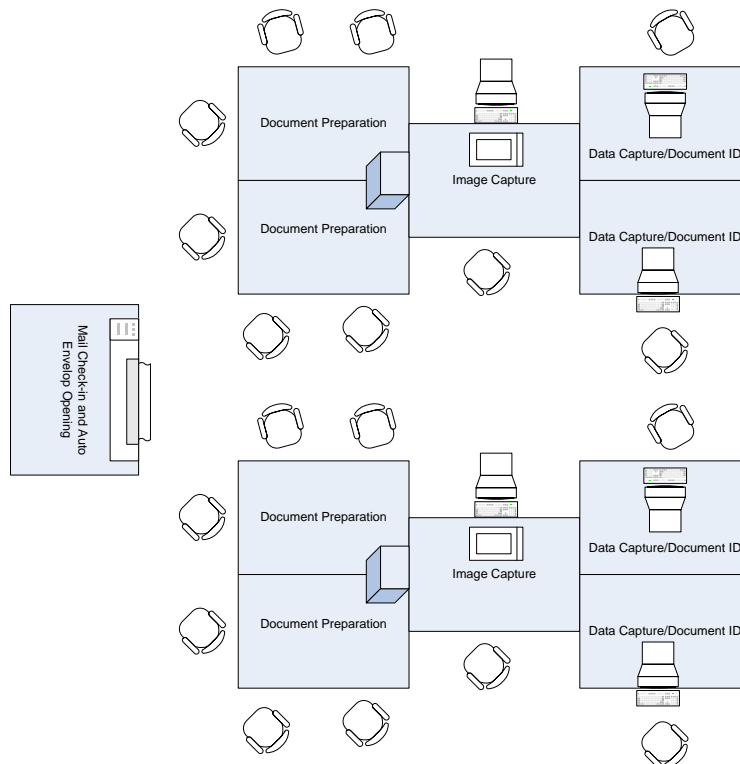 Document Preparation
Data Capture/Document ID
Image Capture
Document Preparation
Data Capture/Document ID
Mail Check-in and Auto
Envelop Opening
Document Preparation
Data Capture/Document ID
Image Capture
Document Preparation
Data Capture/Document ID